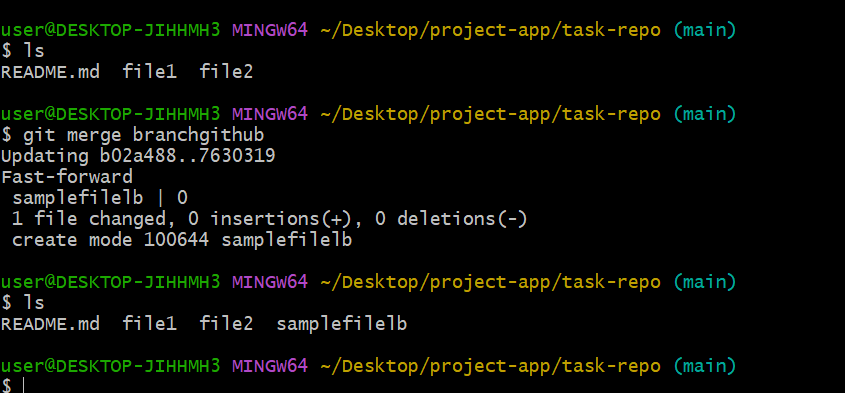 user@DESKTOP-JIHHMH3 MINGW64 ~/Desktop/project-app/task-repo (main)
$ ls
README.md  file1  file2
user@DESKTOP-JIHHMH3 MINGW64 ~/Desktop/project-app/task-repo (main)
$ git merge branchgithub
Updating b02a488..7630319
Fast-forward
 samplefilelb | 0
 1 file changed, 0 insertions(+), 0 deletions(-)
 create mode 100644 samplefilelb
user@DESKTOP-JIHHMH3 MINGW64 ~/Desktop/project-app/task-repo (main)
$ ls
README.md  file1  file2  samplefilelb
user@DESKTOP-JIHHMH3 MINGW64 ~/Desktop/project-app/task-repo (main)
$